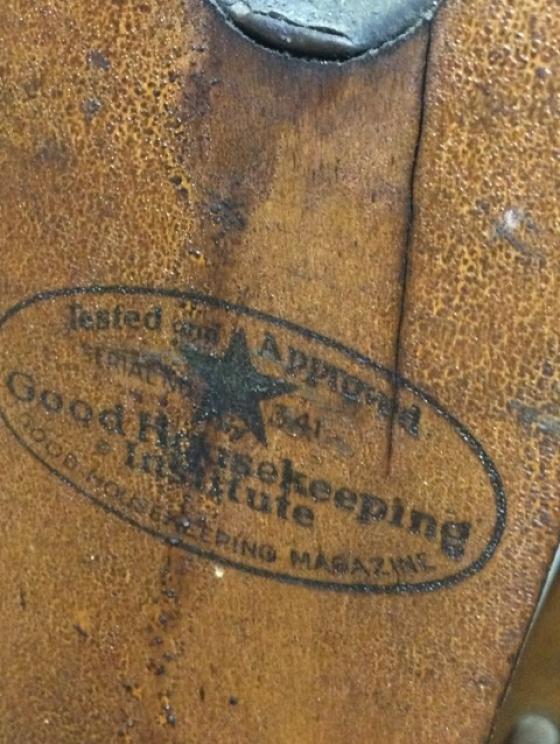 Tested and Approved
SERIAL No 341
Good Housekeeping
Institute
GOOD HOUSEKEEPING MAGAZINE